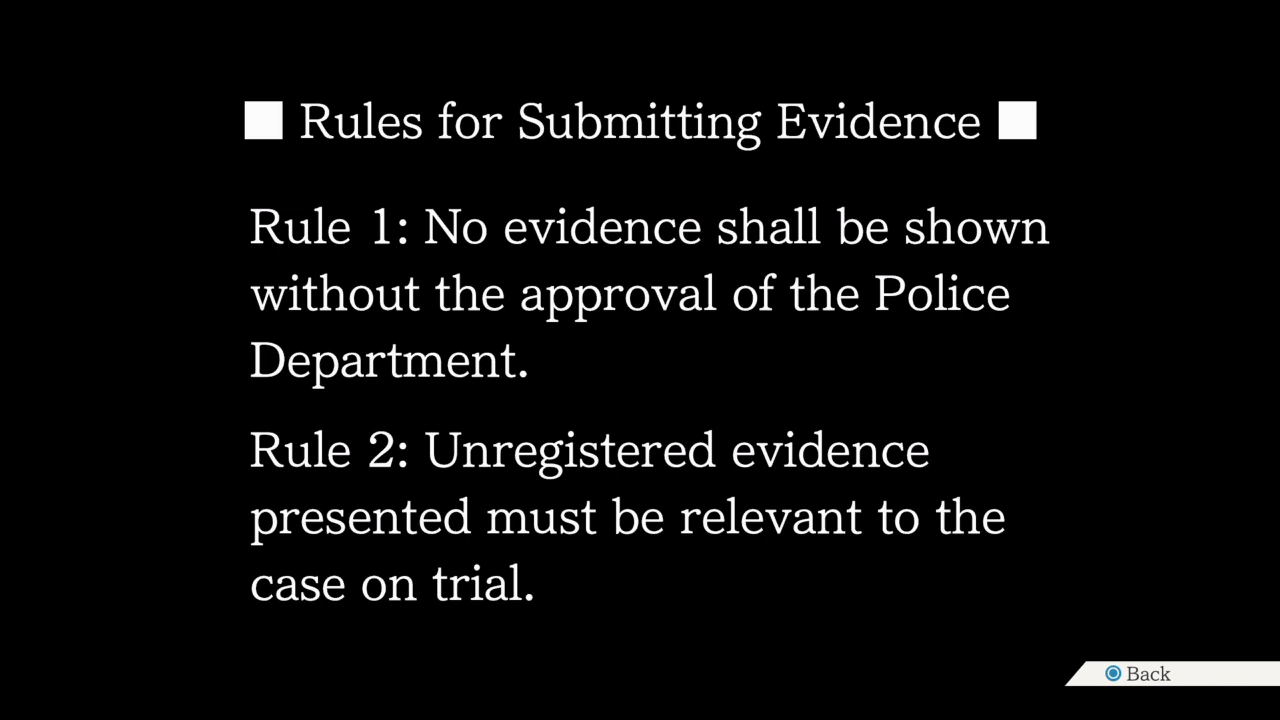 ■ Rules for Submitting Evidence ■
Rule 1: No evidence shall be shown
without the approval of the Police
Department.
Rule 2: Unregistered evidence
presented must be relevant to the
case on trial.
Back